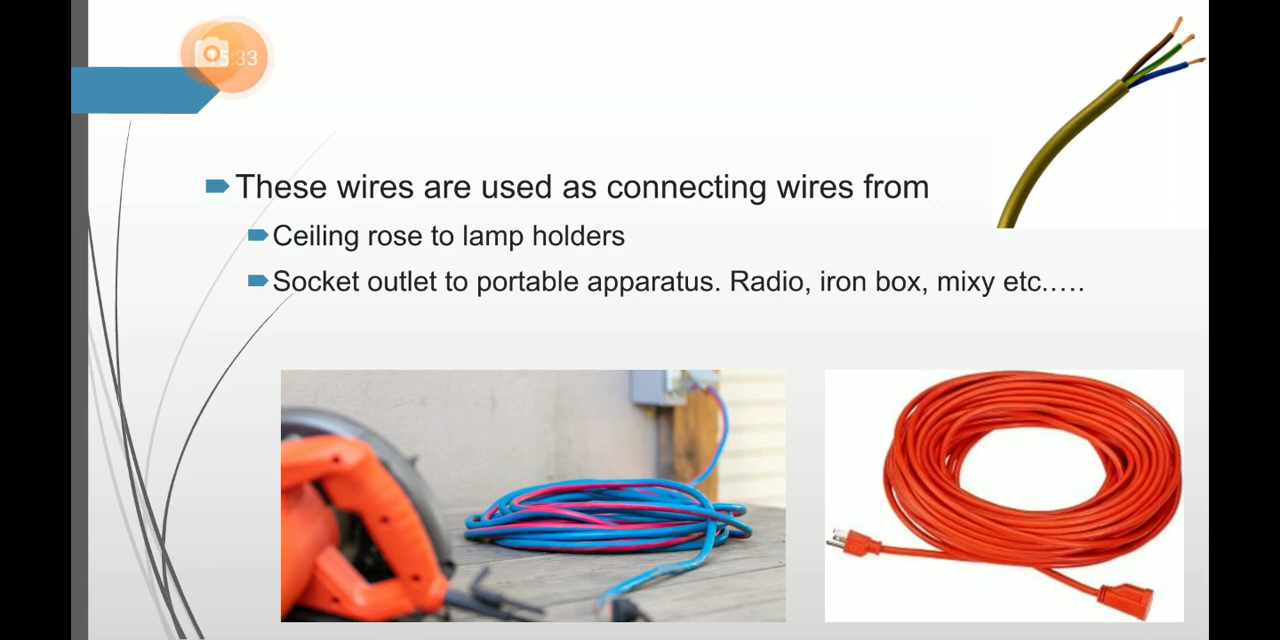 These wires are used as connecting wires from
Ceiling rose to lamp holders
Socket outlet to portable apparatus. Radio, iron box, mixy etc.....